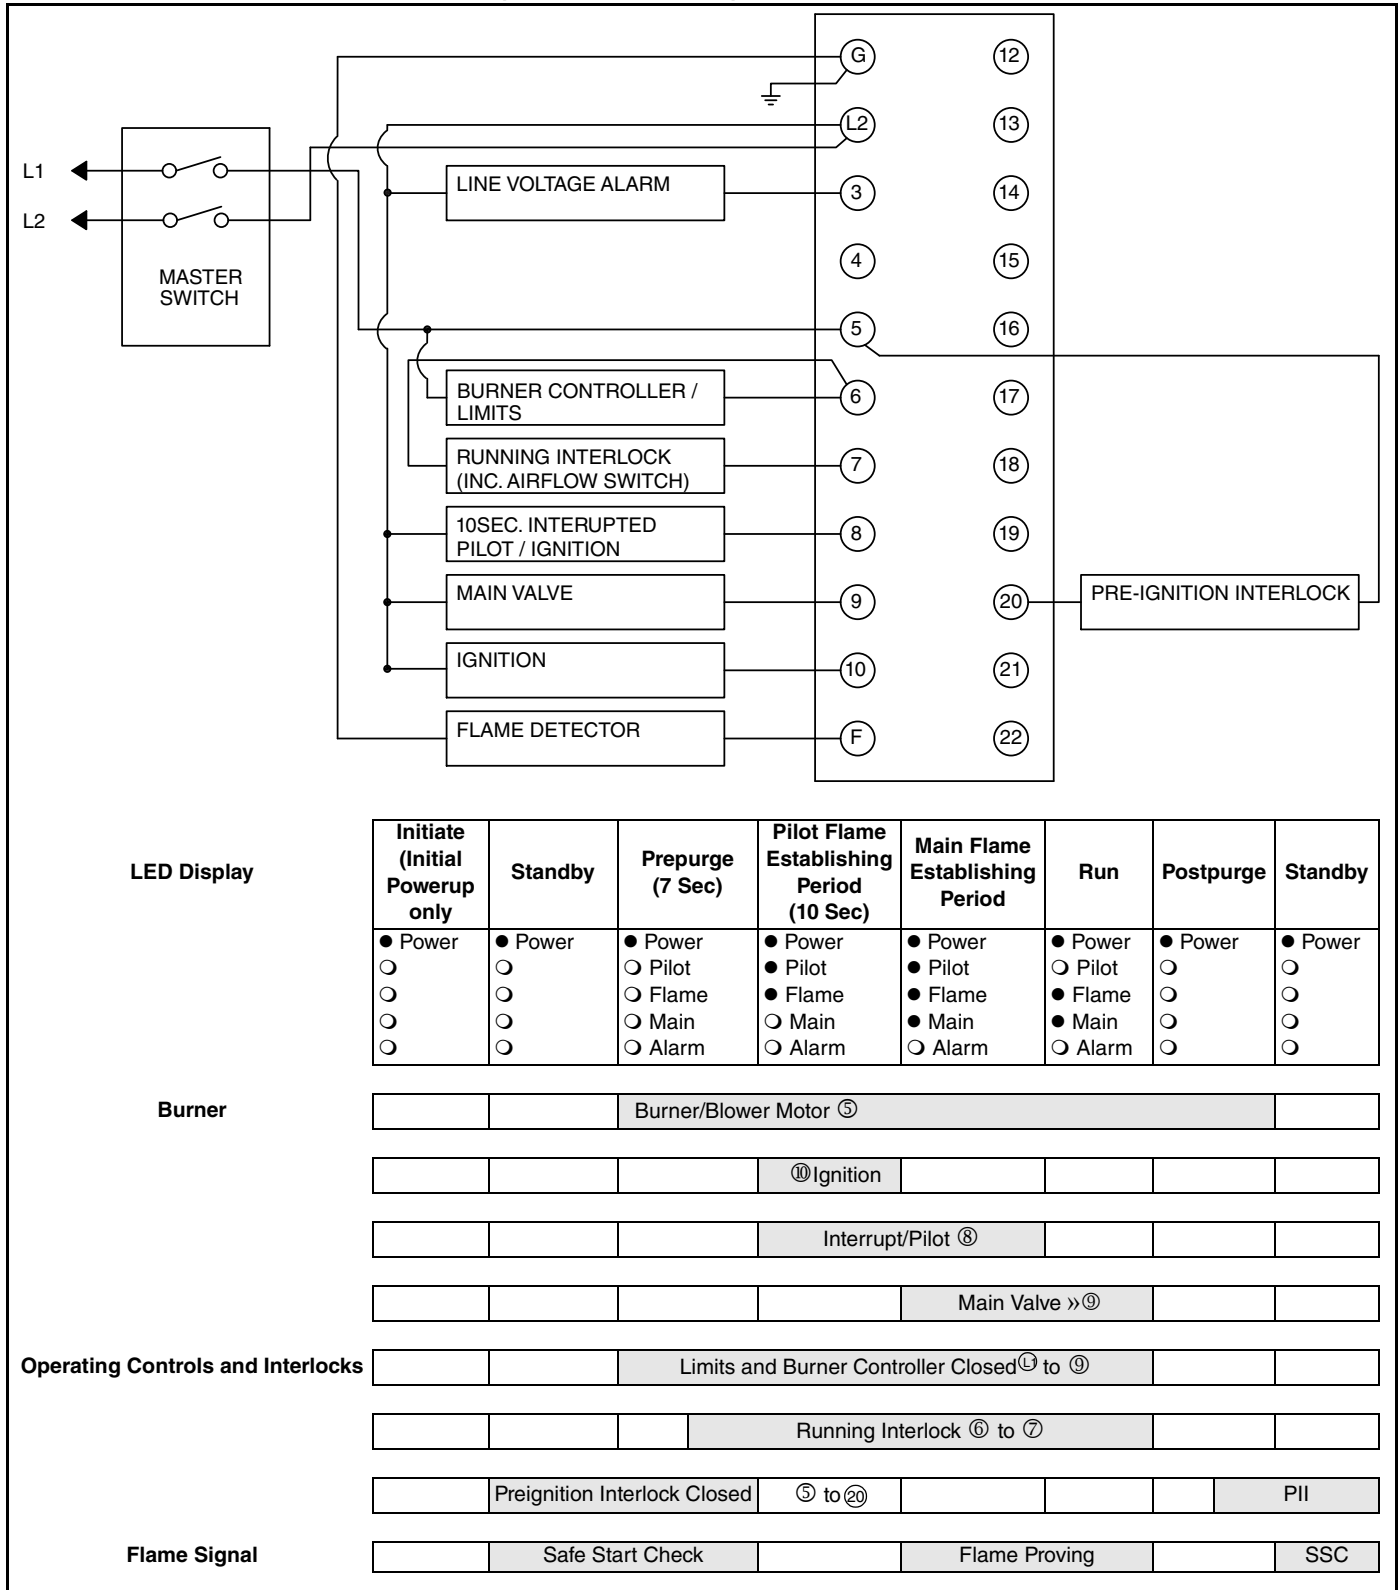 G 12
L2 13
L1
LINE VOLTAGE ALARM 3 14
L2
4 15
MASTER
SWITCH
5 16
BURNER CONTROLLER /
LIMITS
6 17
RUNNING INTERLOCK
(INC. AIRFLOW SWITCH)
7 18
10SEC. INTERUPTED
PILOT / IGNITION
8 19
MAIN VALVE 9 20 PRE-IGNITION INTERLOCK
IGNITION 10 21
FLAME DETECTOR F 22
LED Display
Initiate
(Initial
Powerup
only
Standby
Prepurge
(7 Sec)
Pilot Flame
Establishing
Period
(10 Sec)
Main Flame
Establishing
Period
Run
Postpurge
Standby
● Power ● Power ● Power ● Power ● Power ● Power ● Power ● Power
❍ ❍ ❍ Pilot ● Pilot ● Pilot ❍ Pilot ❍ ❍
❍ ❍ ❍ Flame ● Flame ● Flame ● Flame ❍ ❍
❍ ❍ ❍ Main ❍ Main ● Main ● Main ❍ ❍
❍ ❍ ❍ Alarm ❍ Alarm ❍ Alarm ❍ Alarm ❍ ❍
Burner Burner/Blower Motor ⑤
⑩Ignition
Interrupt/Pilot ⑧
Main Valve »⑨
Operating Controls and Interlocks Limits and Burner Controller Closed L1 to ⑨
Running Interlock ⑥ to ⑦
Preignition Interlock Closed ⑤ to ⑳ PII
Flame Signal Safe Start Check Flame Proving SSC